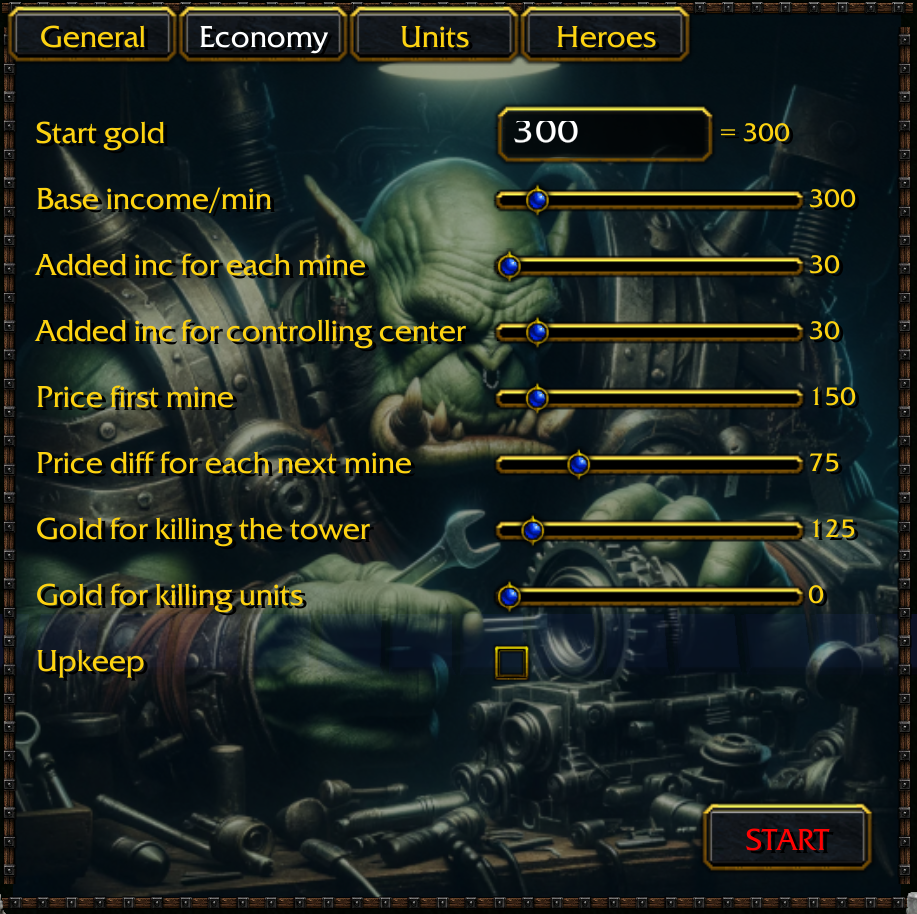 General Economy Units Heroes
Start gold 300 = 300
Base income/min 300
Added inc for each mine 30
Added inc for controlling center 30
Price first mine 150
Price diff for each next mine 75
Gold for killing the tower 125
Gold for killing units 0
Upkeep
START